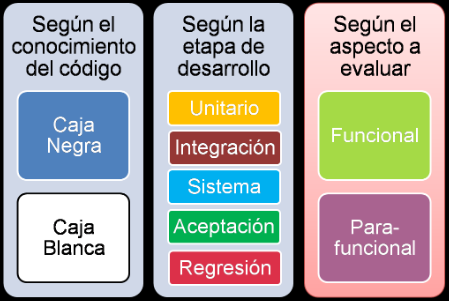 Según el
conocimiento
del código
Caja
Negra
Caja
Blanca
Según la
etapa de
desarrollo
Unitario
Integración
Sistema
Aceptación
Regresión
Según el
aspecto a
evaluar
Funcional
Para-
funcional